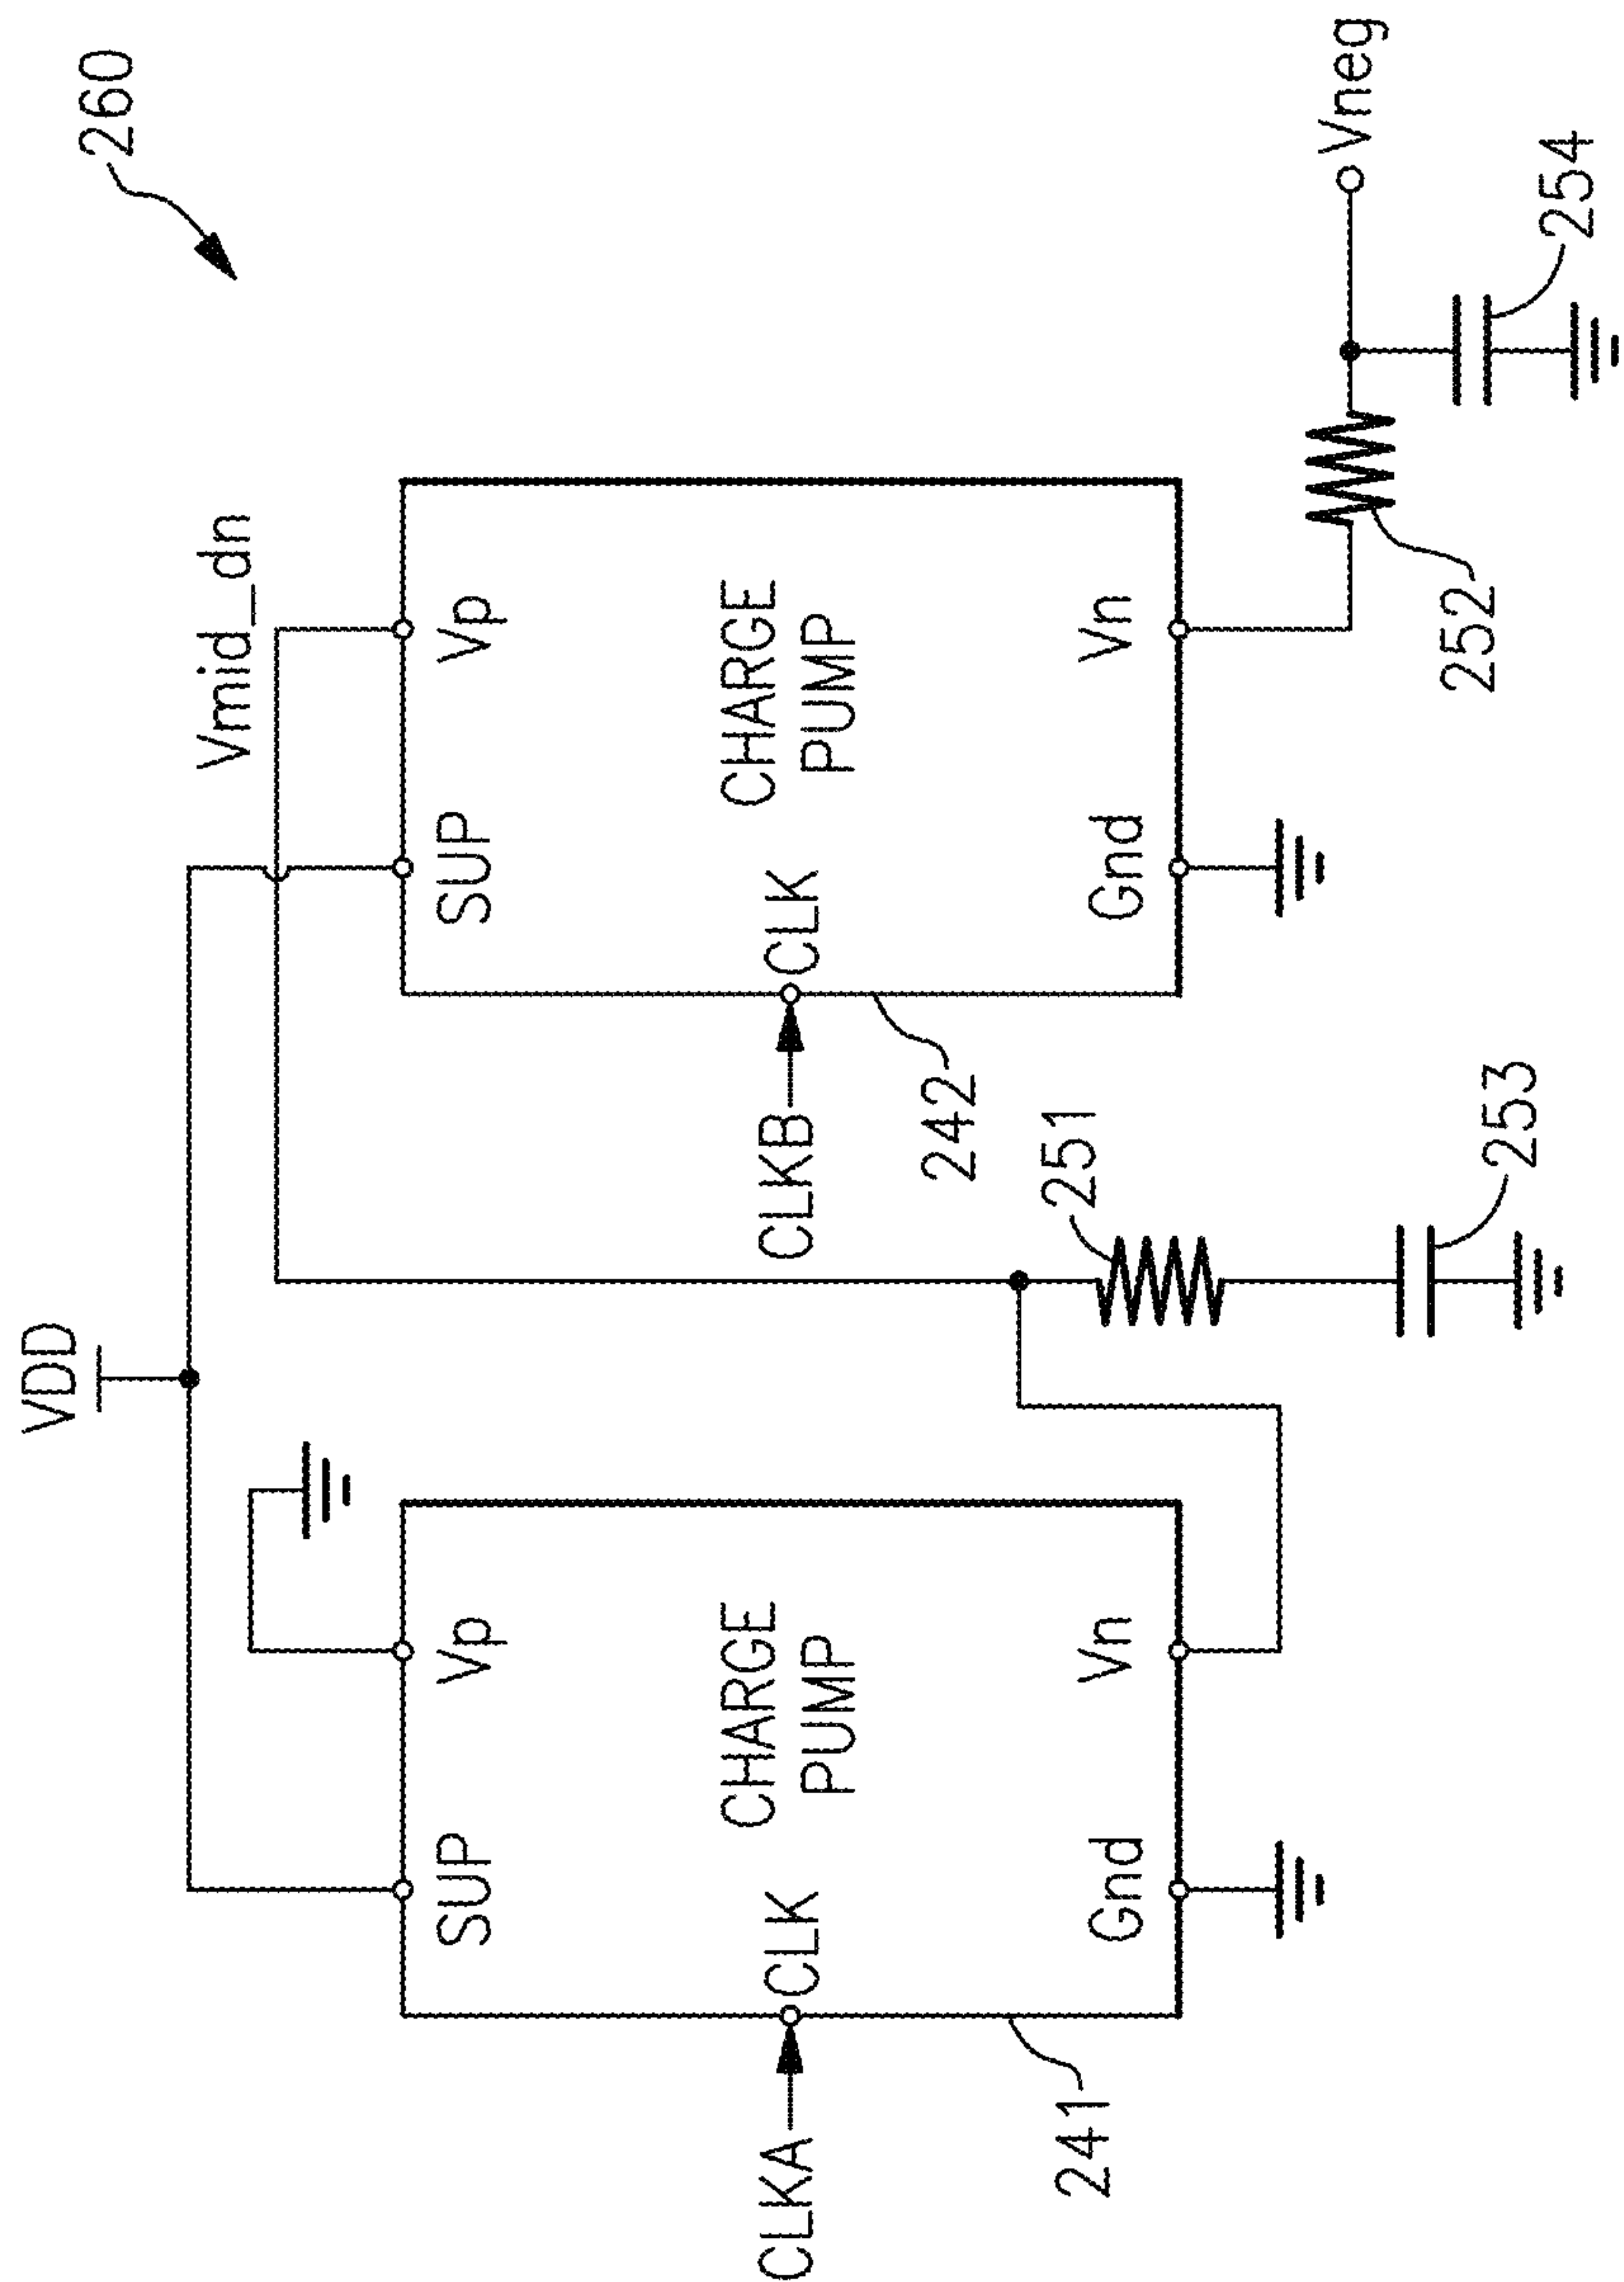 260
VDD
Vmid_dn
SUP
Vp
SUP
Vp
CLKA
CLK
CHARGE
PUMP
CLKB
CLK
CHARGE
PUMP
Gnd
Vn
Gnd
Vn
241
242
251
253
252
Vneg
254